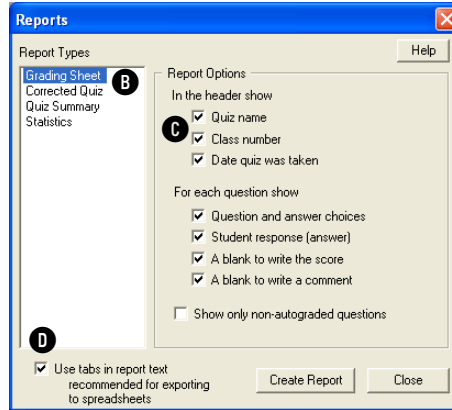 Reports
Report Types
Help
Grading Sheet
B
Corrected Quiz
Quiz Summary
Statistics
Report Options
In the header show
C
Quiz name
Class number
Date quiz was taken
For each question show
Question and answer choices
Student response (answer)
A blank to write the score
A blank to write a comment
Show only non-autograded questions
D
Use tabs in report text
recommended for exporting
to spreadsheets
Create Report
Close